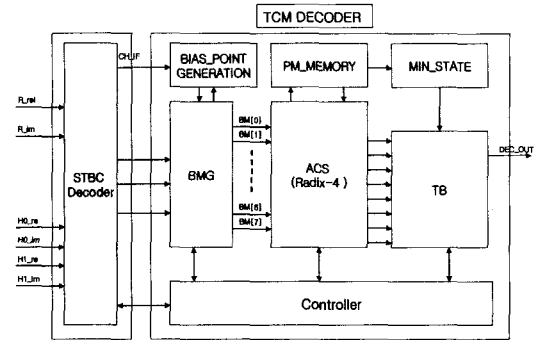 TCM DECODER
CH_IF
BIAS_POINT
GENERATION
PM_MEMORY
MIN_STATE
R_rel
R_im
STBC
Decoder
BMG
BM[0]
BM[1]
BM[6]
BM[7]
ACS
(Radix-4 )
TB
DEC_OUT
H0_re
H0_im
H1_re
H1_im
Controller